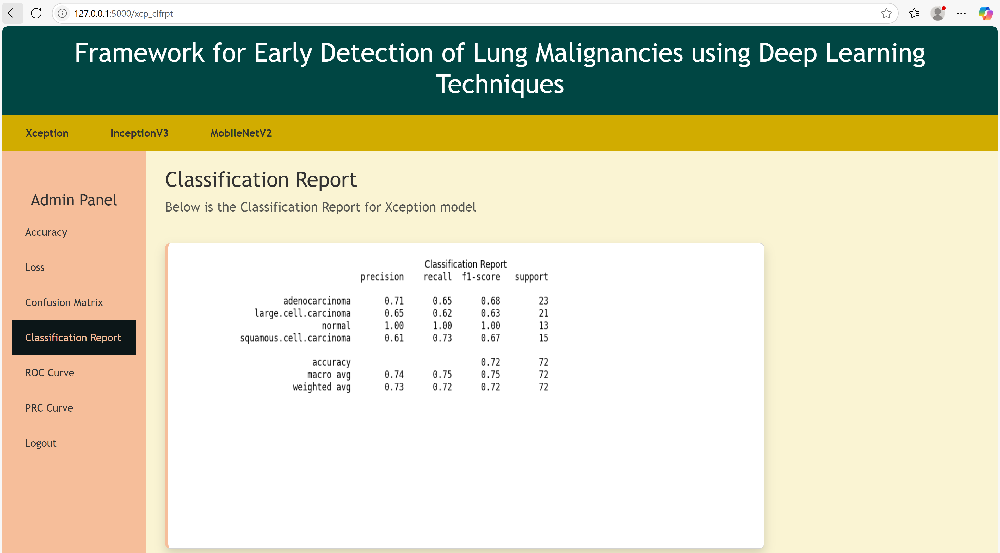 127.0.0.1:5000/xcp_clfrpt
Framework for Early Detection of Lung Malignancies using Deep Learning
Techniques
Xception InceptionV3 MobileNetV2
Admin Panel
Accuracy
Loss
Confusion Matrix
Classification Report
ROC Curve
PRC Curve
Logout
Classification Report
Below is the Classification Report for Xception model
Classification Report
precision recall f1-score support
adenocarcinoma 0.71 0.65 0.68 23
large.cell.carcinoma 0.65 0.62 0.63 21
normal 1.00 1.00 1.00 13
squamous.cell.carcinoma 0.61 0.73 0.67 15
accuracy 0.72 72
macro avg 0.74 0.75 0.75 72
weighted avg 0.73 0.72 0.72 72